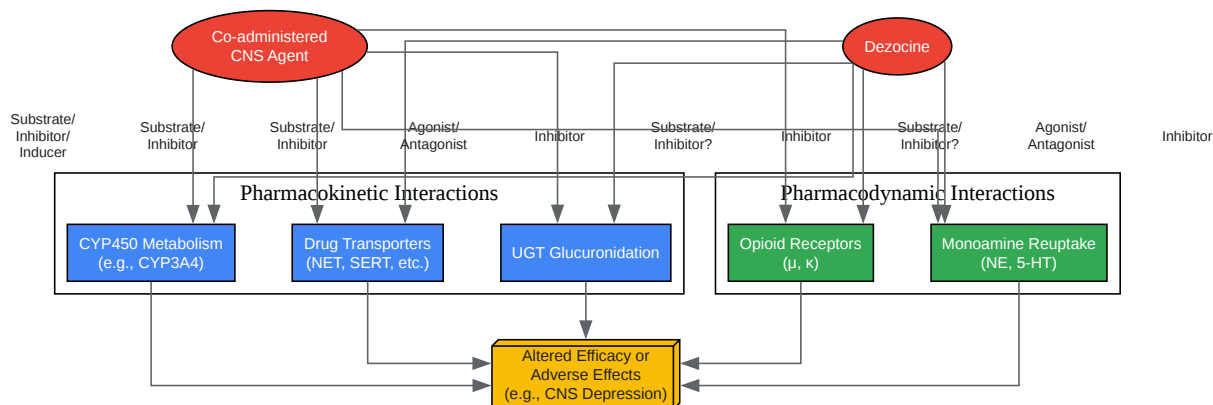 Co-administered
CNS Agent
Dezocine
Substrate/
Inhibitor/
Inducer
Substrate/
Inhibitor
Substrate/
Inhibitor
Agonist/
Antagonist
Inhibitor
Substrate/
Inhibitor?
Inhibitor
Substrate/
Inhibitor?
Agonist/
Antagonist
Inhibitor
Pharmacokinetic Interactions
Pharmacodynamic Interactions
CYP450 Metabolism
(e.g., CYP3A4)
Drug Transporters
(NET, SERT, etc.)
UGT Glucuronidation
Opioid Receptors
(μ, κ)
Monoamine Reuptake
(NE, 5-HT)
Altered Efficacy or
Adverse Effects
(e.g., CNS Depression)